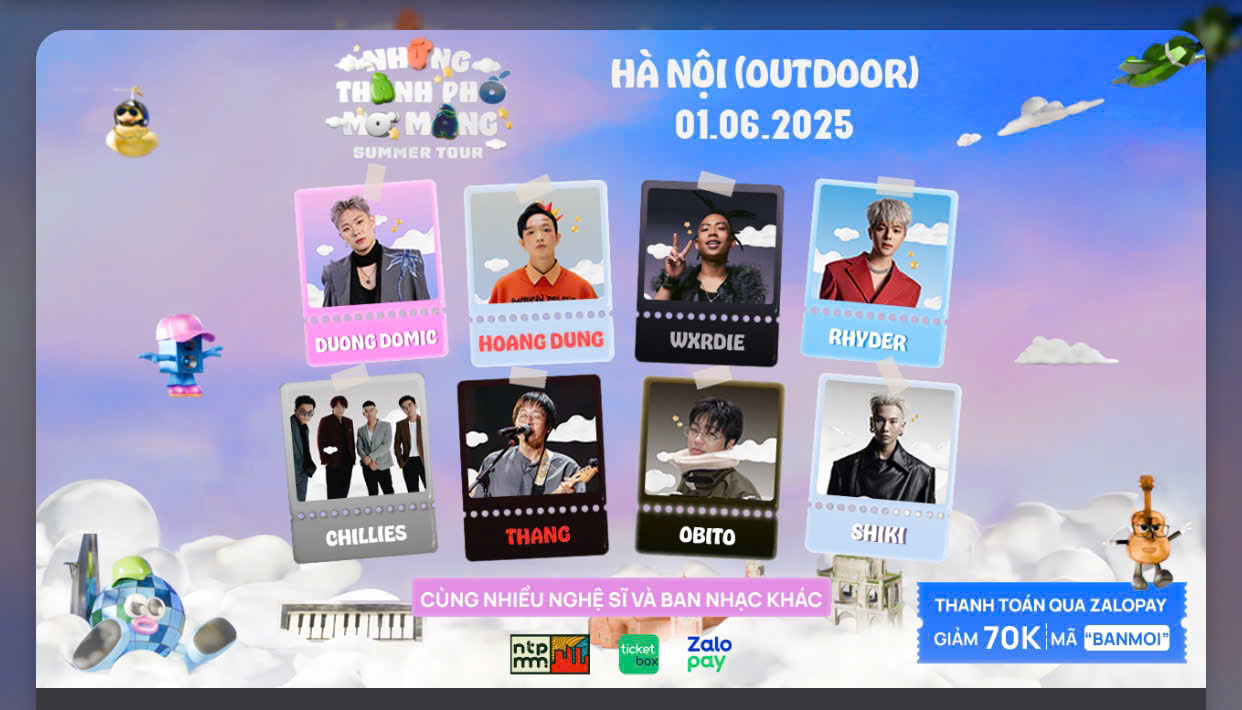 NHỮNG
THÀNH PHỐ
MƠ MÀNG
SUMMER TOUR
HÀ NỘI (OUTDOOR)
01.06.2025
DUONG DOMIC
HOANG DUNG
WXRDIE
RHYDER
CHILLIES
THANG
OBITO
SHIKI
CÙNG NHIỀU NGHỆ SĨ VÀ BAN NHẠC KHÁC
ntp
mm
ticket
box
Zalo
pay
THANH TOÁN QUA ZALOPAY
GIẢM 70K MÃ "BANMOI"